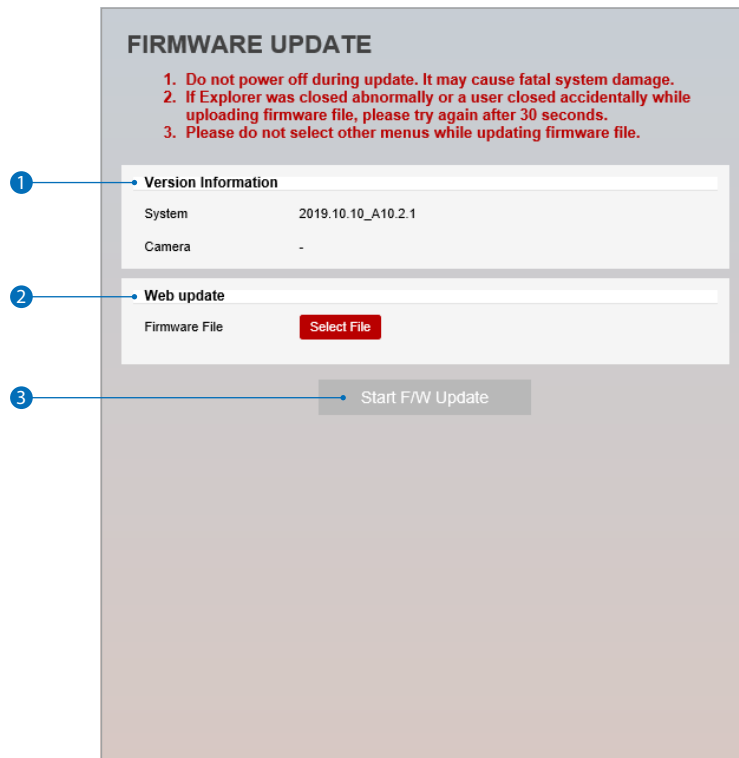 FIRMWARE UPDATE
1. Do not power off during update. It may cause fatal system damage.
2. If Explorer was closed abnormally or a user closed accidentally while
uploading firmware file, please try again after 30 seconds.
3. Please do not select other menus while updating firmware file.
1 Version Information
System 2019.10.10_A10.2.1
Camera -
2 Web update
Firmware File Select File
3 Start F/W Update